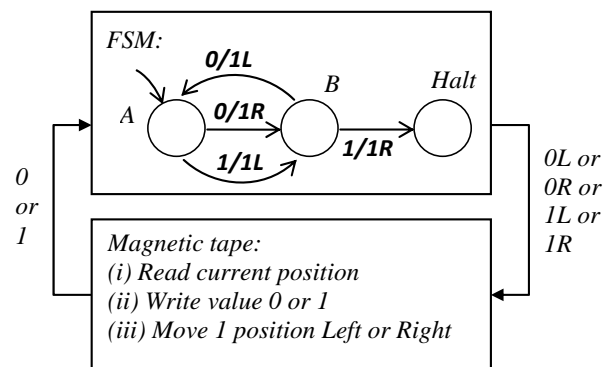 FSM:
0/1L
B
Halt
A
0/1R
1/1R
1/1L
0
or
1
0L or
0R or
1L or
1R
Magnetic tape:
(i) Read current position
(ii) Write value 0 or 1
(iii) Move 1 position Left or Right